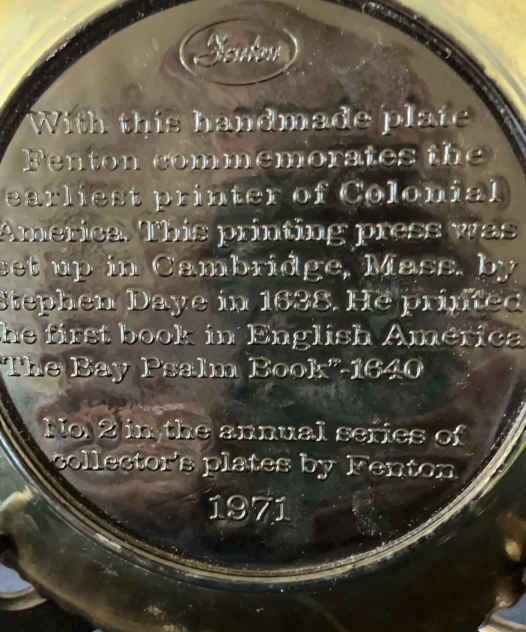 Fenton
With this handmade plate
Fenton commemorates the
earliest printer of Colonial
America. This printing press was
set up in Cambridge, Mass. by
Stephen Daye in 1638. He printed
the first book in English America
"The Bay Psalm Book"-1640
No. 2 in the annual series of
collector's plates by Fenton
1971